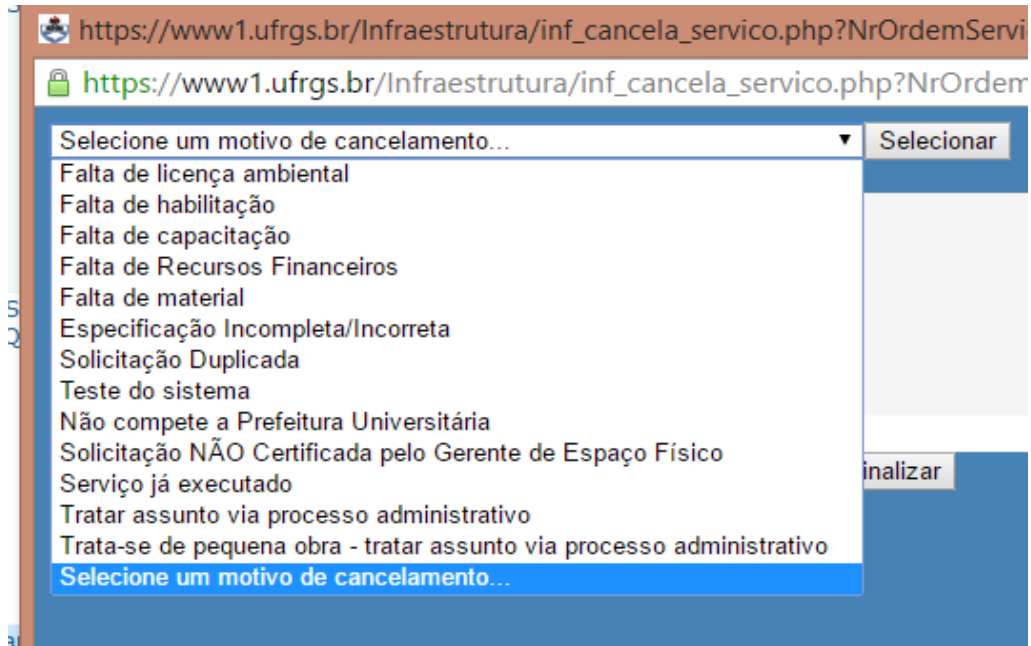 https://www1.ufrgs.br/Infraestrutura/inf_cancela_servico.php?NrOrdemServi
https://www1.ufrgs.br/Infraestrutura/inf_cancela_servico.php?NrOrdem
Selecione um motivo de cancelamento... Selecionar
Falta de licença ambiental
Falta de habilitação
Falta de capacitação
Falta de Recursos Financeiros
Falta de material
Especificação Incompleta/Incorreta
Solicitação Duplicada
Teste do sistema
Não compete a Prefeitura Universitária
Solicitação NÃO Certificada pelo Gerente de Espaço Físico
Serviço já executado
inalizar
Tratar assunto via processo administrativo
Trata-se de pequena obra - tratar assunto via processo administrativo
Selecione um motivo de cancelamento...